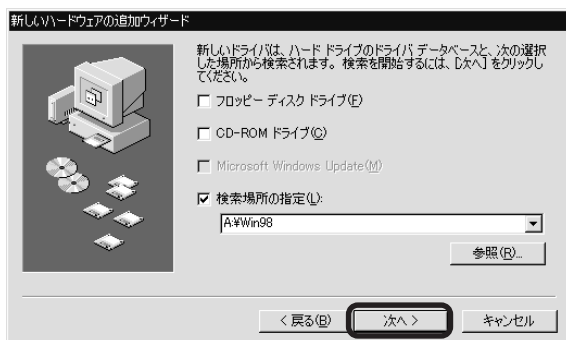 新しいハードウェアの追加ウィザード
新しいドライバは、ハード ドライブのドライバ データベースと、次の選択
した場所から検索されます。検索を開始するには、[次へ] をクリックし
てください。
フロッピー ディスク ドライブ(F)
CD-ROM ドライブ(C)
Microsoft Windows Update(M)
検索場所の指定(L):
A:¥Win98
参照(R)...
< 戻る(B)
次へ >
キャンセル